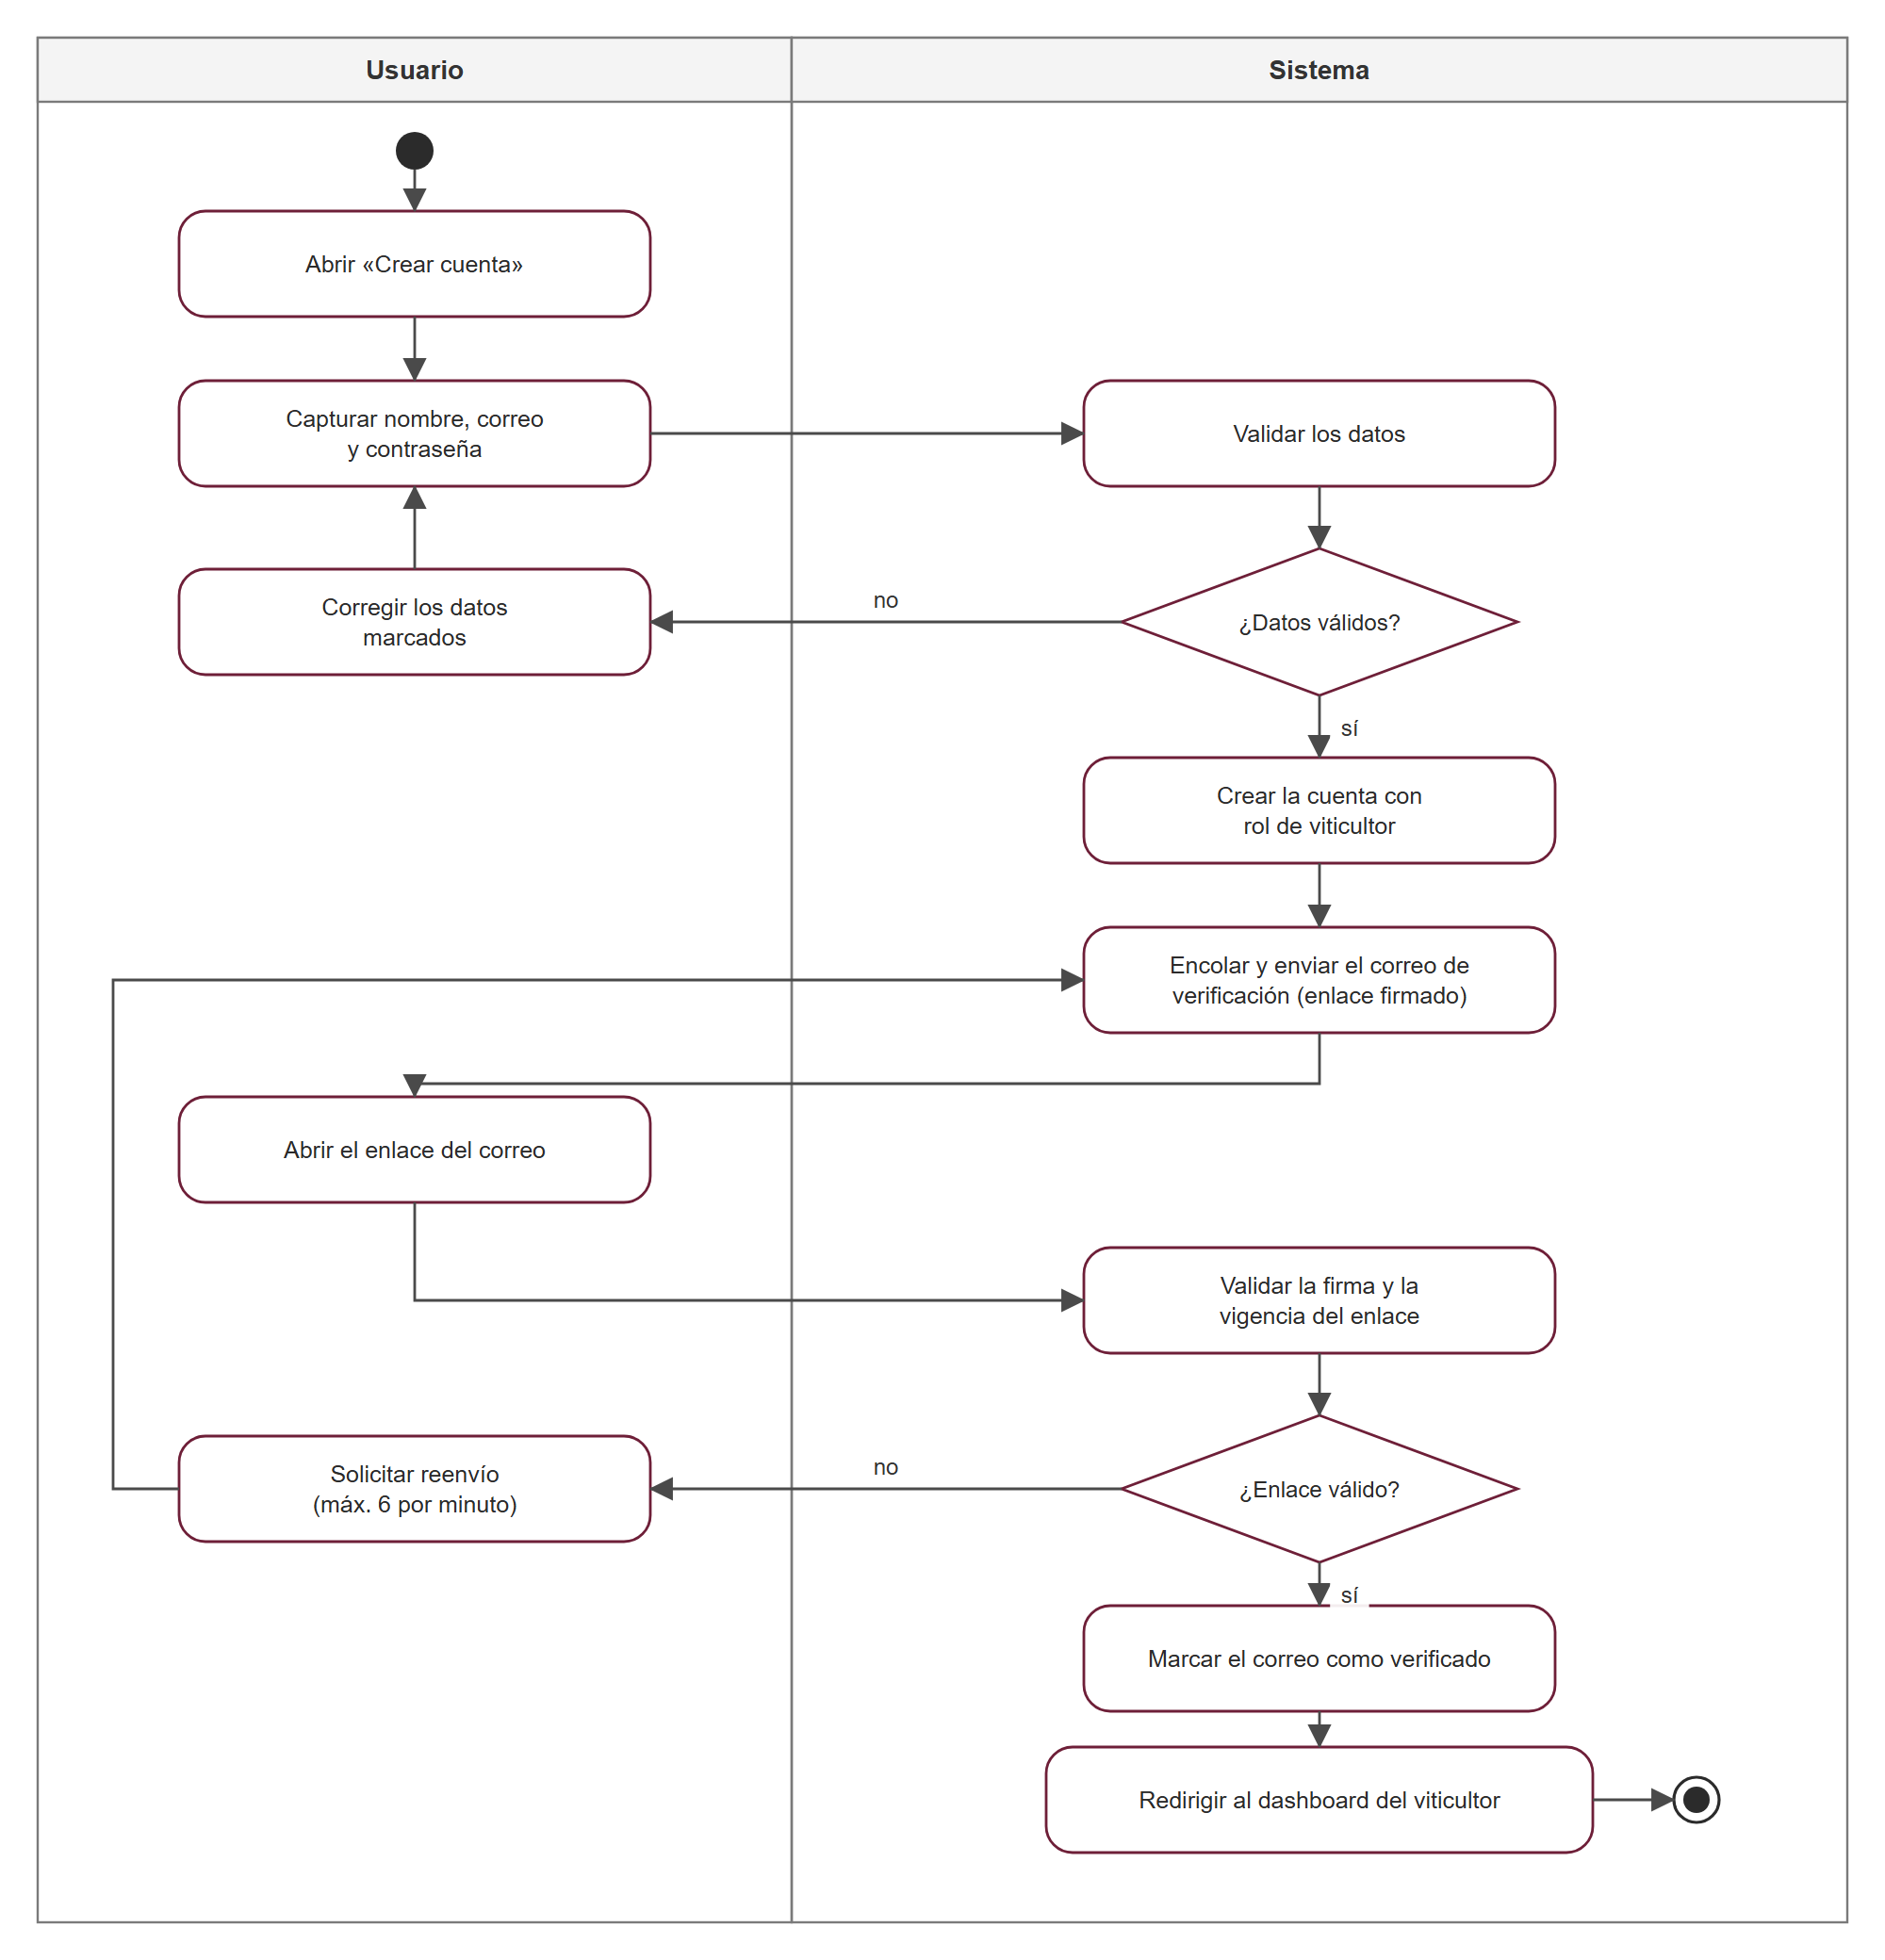 Usuario
Sistema
Abrir «Crear cuenta»
Capturar nombre, correo
y contraseña
Validar los datos
Corregir los datos
marcados
no
¿Datos válidos?
sí
Crear la cuenta con
rol de viticultor
Encolar y enviar el correo de
verificación (enlace firmado)
Abrir el enlace del correo
Validar la firma y la
vigencia del enlace
Solicitar reenvío
(máx. 6 por minuto)
no
¿Enlace válido?
sí
Marcar el correo como verificado
Redirigir al dashboard del viticultor